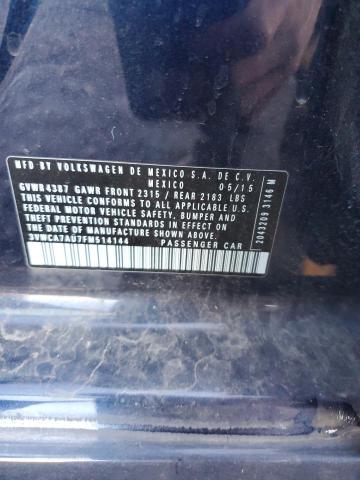 MFD BY VOLKSWAGEN DE MEXICO S.A. DE C.V.
MEXICO 05/15
GVWR 4387 GAWR FRONT 2315 / REAR 2183 LBS
THIS VEHICLE CONFORMS TO ALL APPLICABLE U.S.
FEDERAL MOTOR VEHICLE SAFETY, BUMPER AND
THEFT PREVENTION STANDARDS IN EFFECT ON THE
DATE OF MANUFACTURE SHOWN ABOVE.
3VWCA7AU7FM514144 PASSENGER CAR
2043209 3146 M